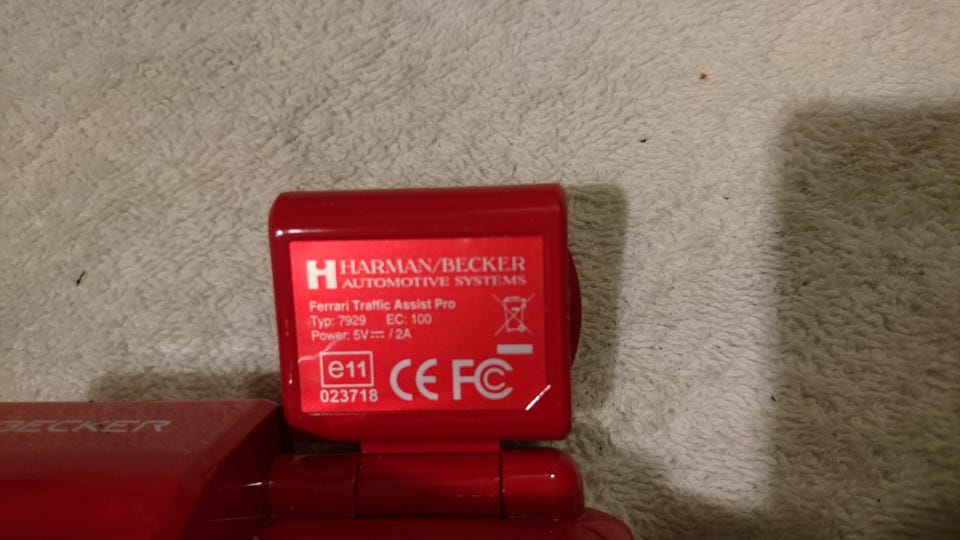 H HARMAN/BECKER
AUTOMOTIVE SYSTEMS
Ferrari Traffic Assist Pro
Typ: 7929 EC: 100
Power: 5V⎓ / 2A
e11
023718
CE FC
BECKER